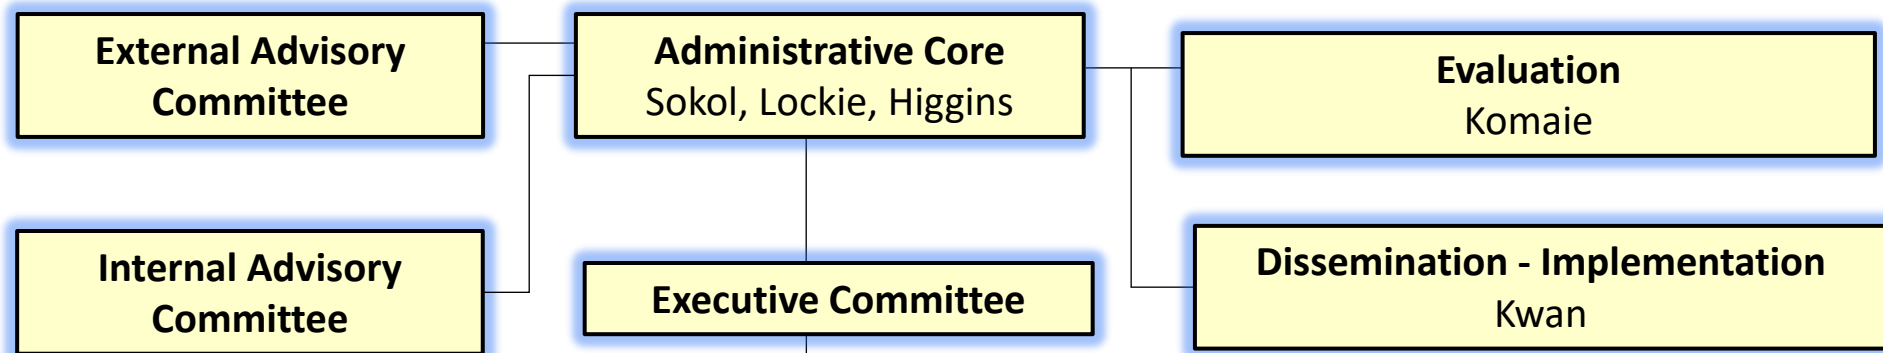 External Advisory
Committee
Administrative Core
Sokol, Lockie, Higgins
Evaluation
Komaie
Internal Advisory
Committee
Executive Committee
Dissemination - Implementation
Kwan